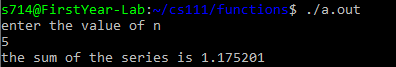 s714@FirstYear-Lab:~/cs111/functions$ ./a.out
enter the value of n
5
the sum of the series is 1.175201